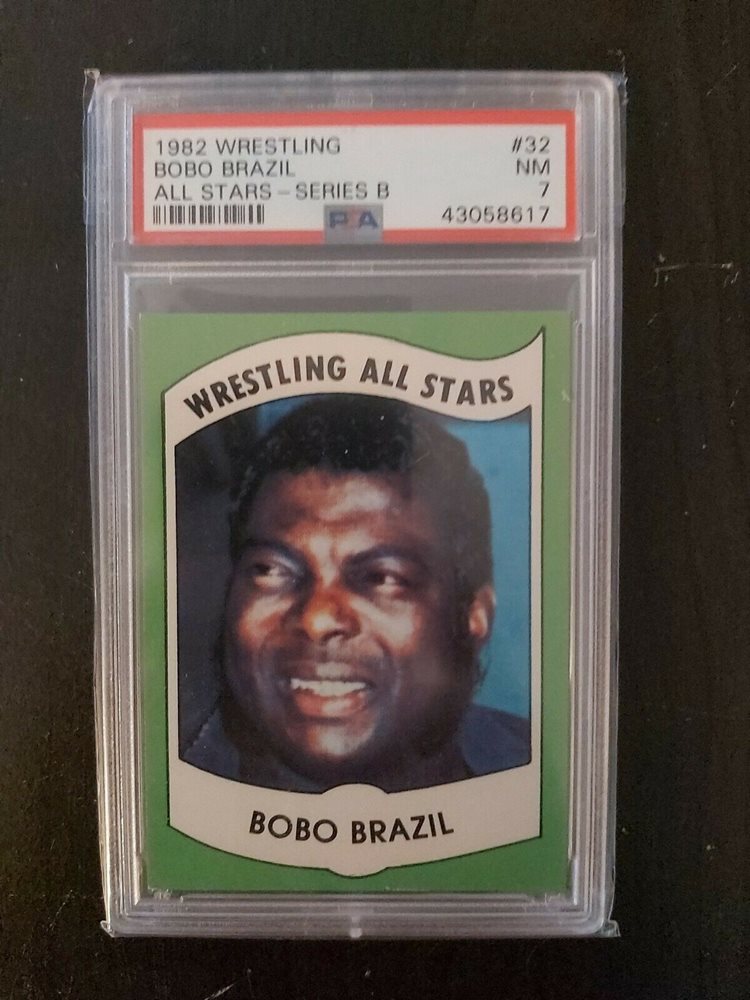 1982 WRESTLING #32
BOBO BRAZIL NM
ALL STARS - SERIES B 7
PSA 43058617
WRESTLING ALL STARS
BOBO BRAZIL